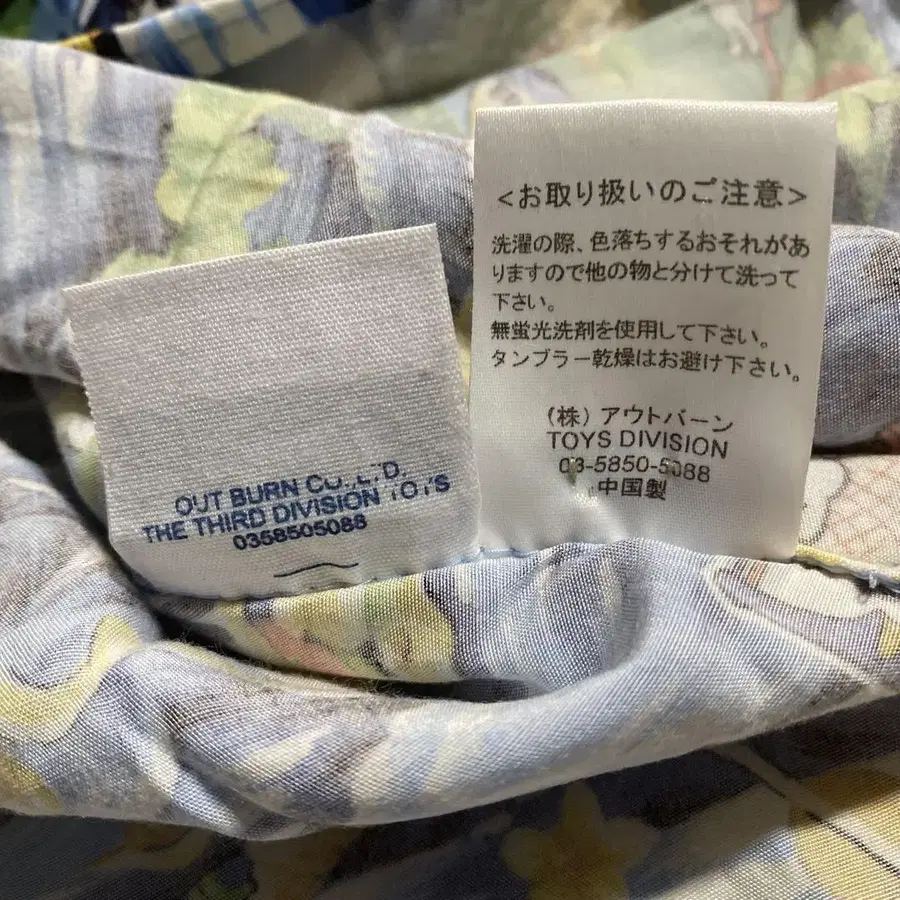 OUT BURN CO.,LTD.
THE THIRD DIVISION TOYS
0358505088
<お取り扱いのご注意>
洗濯の際、色落ちするおそれがあ
りますので他の物と分けて洗って
下さい。
無蛍光洗剤を使用して下さい。
タンブラー乾燥はお避け下さい。
(株) アウトバーン
TOYS DIVISION
03-5850-5088
中国製